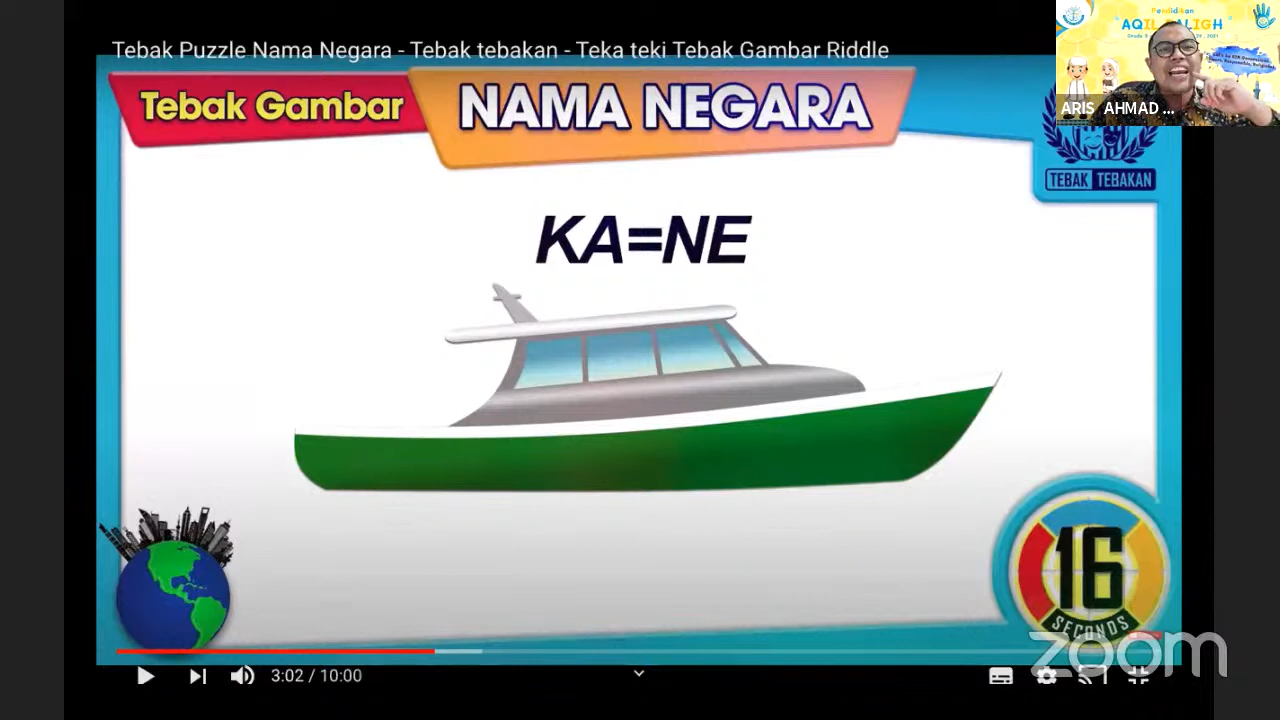 Tebak Puzzle Nama Negara - Tebak tebakan - Teka teki Tebak Gambar Riddle
Tebak Gambar
NAMA NEGARA
TEBAK TEBAKAN
KA=NE
16
SECONDS
3:02 / 10:00
zoom
Pendidikan
AQIL BALIGH
ARIS AHMAD ...